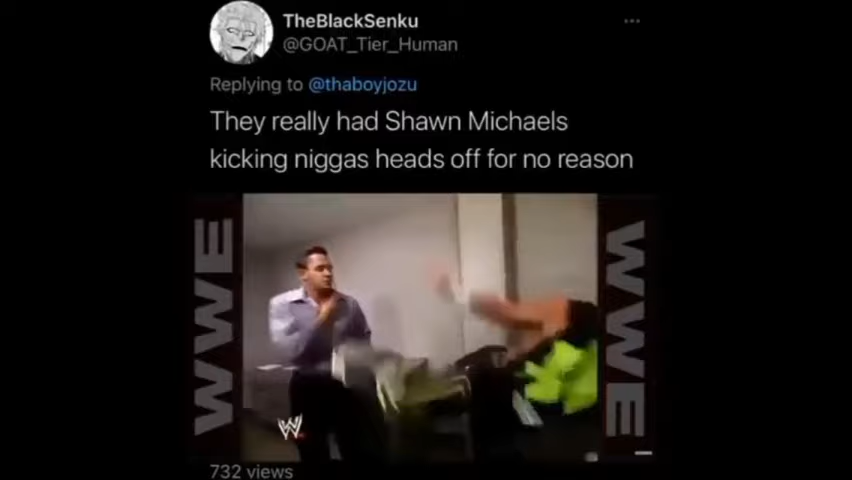 TheBlackSenku
@GOAT_Tier_Human
Replying to @thaboyjozu
They really had Shawn Michaels
kicking niggas heads off for no reason
WWE
WWE
W
732 views